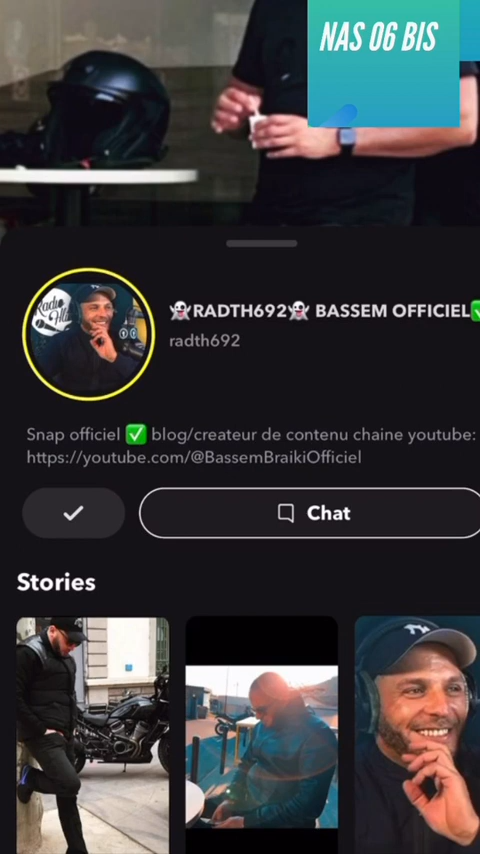 NAS 06 BIS
👻RADTH692👻 BASSEM OFFICIEL✅
radth692
Snap officiel ✅ blog/createur de contenu chaine youtube:
https://youtube.com/@BassemBraikiOfficiel
Chat
Stories